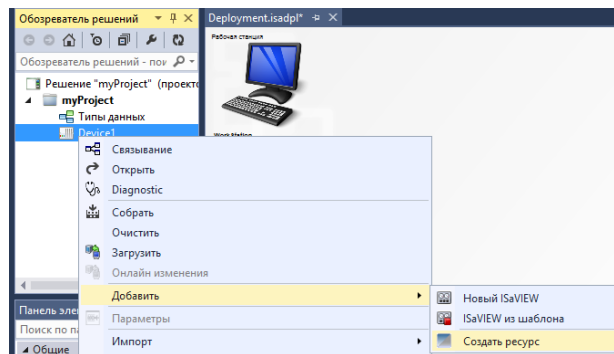 Обозреватель решений
Deployment.isadpl*
Рабочая станция
Обозреватель решений - пои
Решение "myProject" (проекто
myProject
Типы данных
Device1
Work Station
Связывание
Открыть
Diagnostic
Собрать
Очистить
Загрузить
Онлайн изменения
Добавить
Новый ISaVIEW
Панель эле
Параметры
ISaVIEW из шаблона
Поиск по па
Импорт
Создать ресурс
Общие